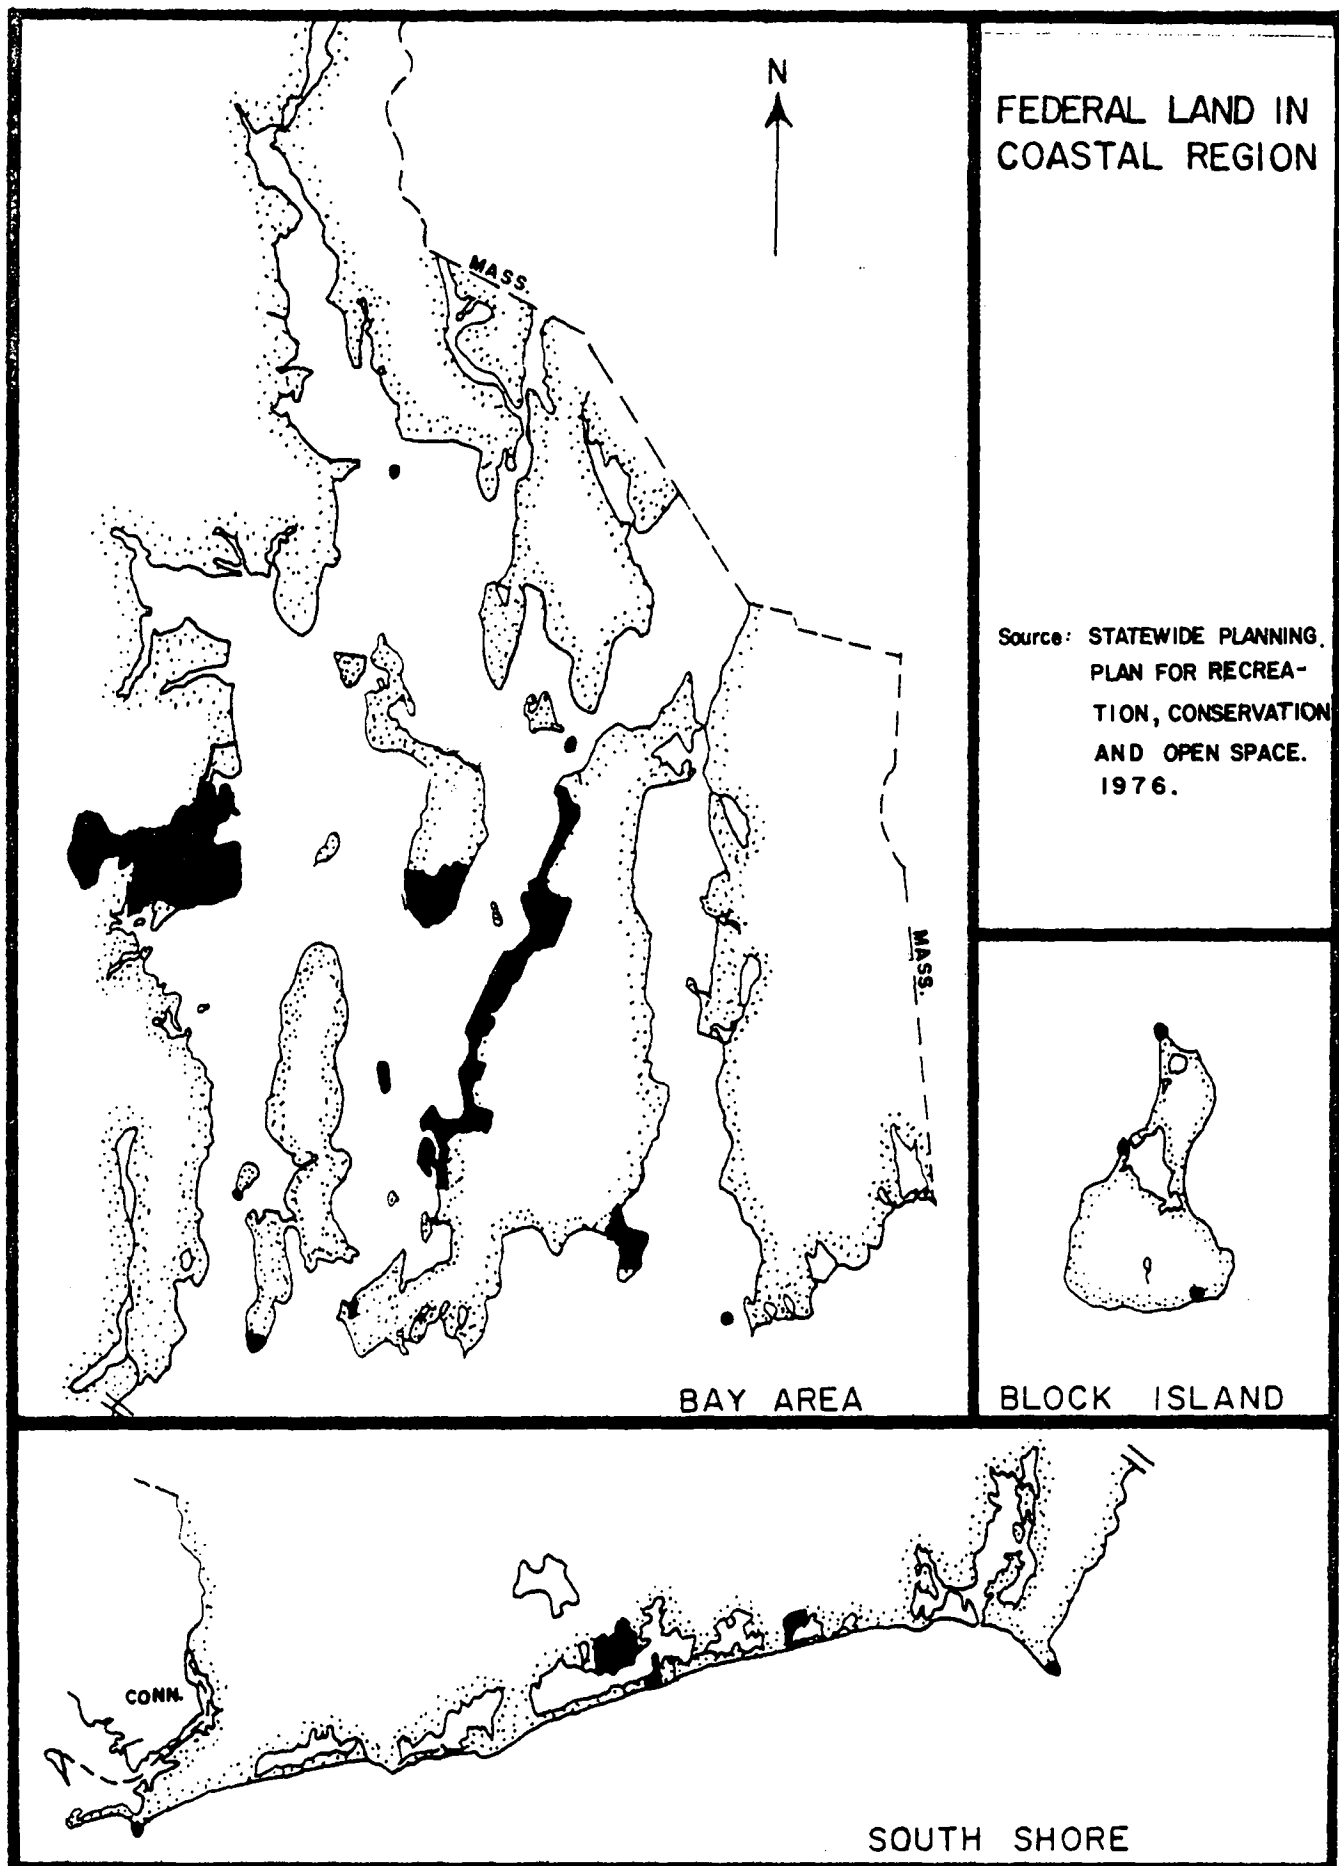 N
FEDERAL LAND IN
COASTAL REGION
MASS.
Source: STATEWIDE PLANNING.
PLAN FOR RECREA-
TION, CONSERVATION
AND OPEN SPACE.
1976.
MASS.
BAY AREA
BLOCK ISLAND
CONN.
SOUTH SHORE